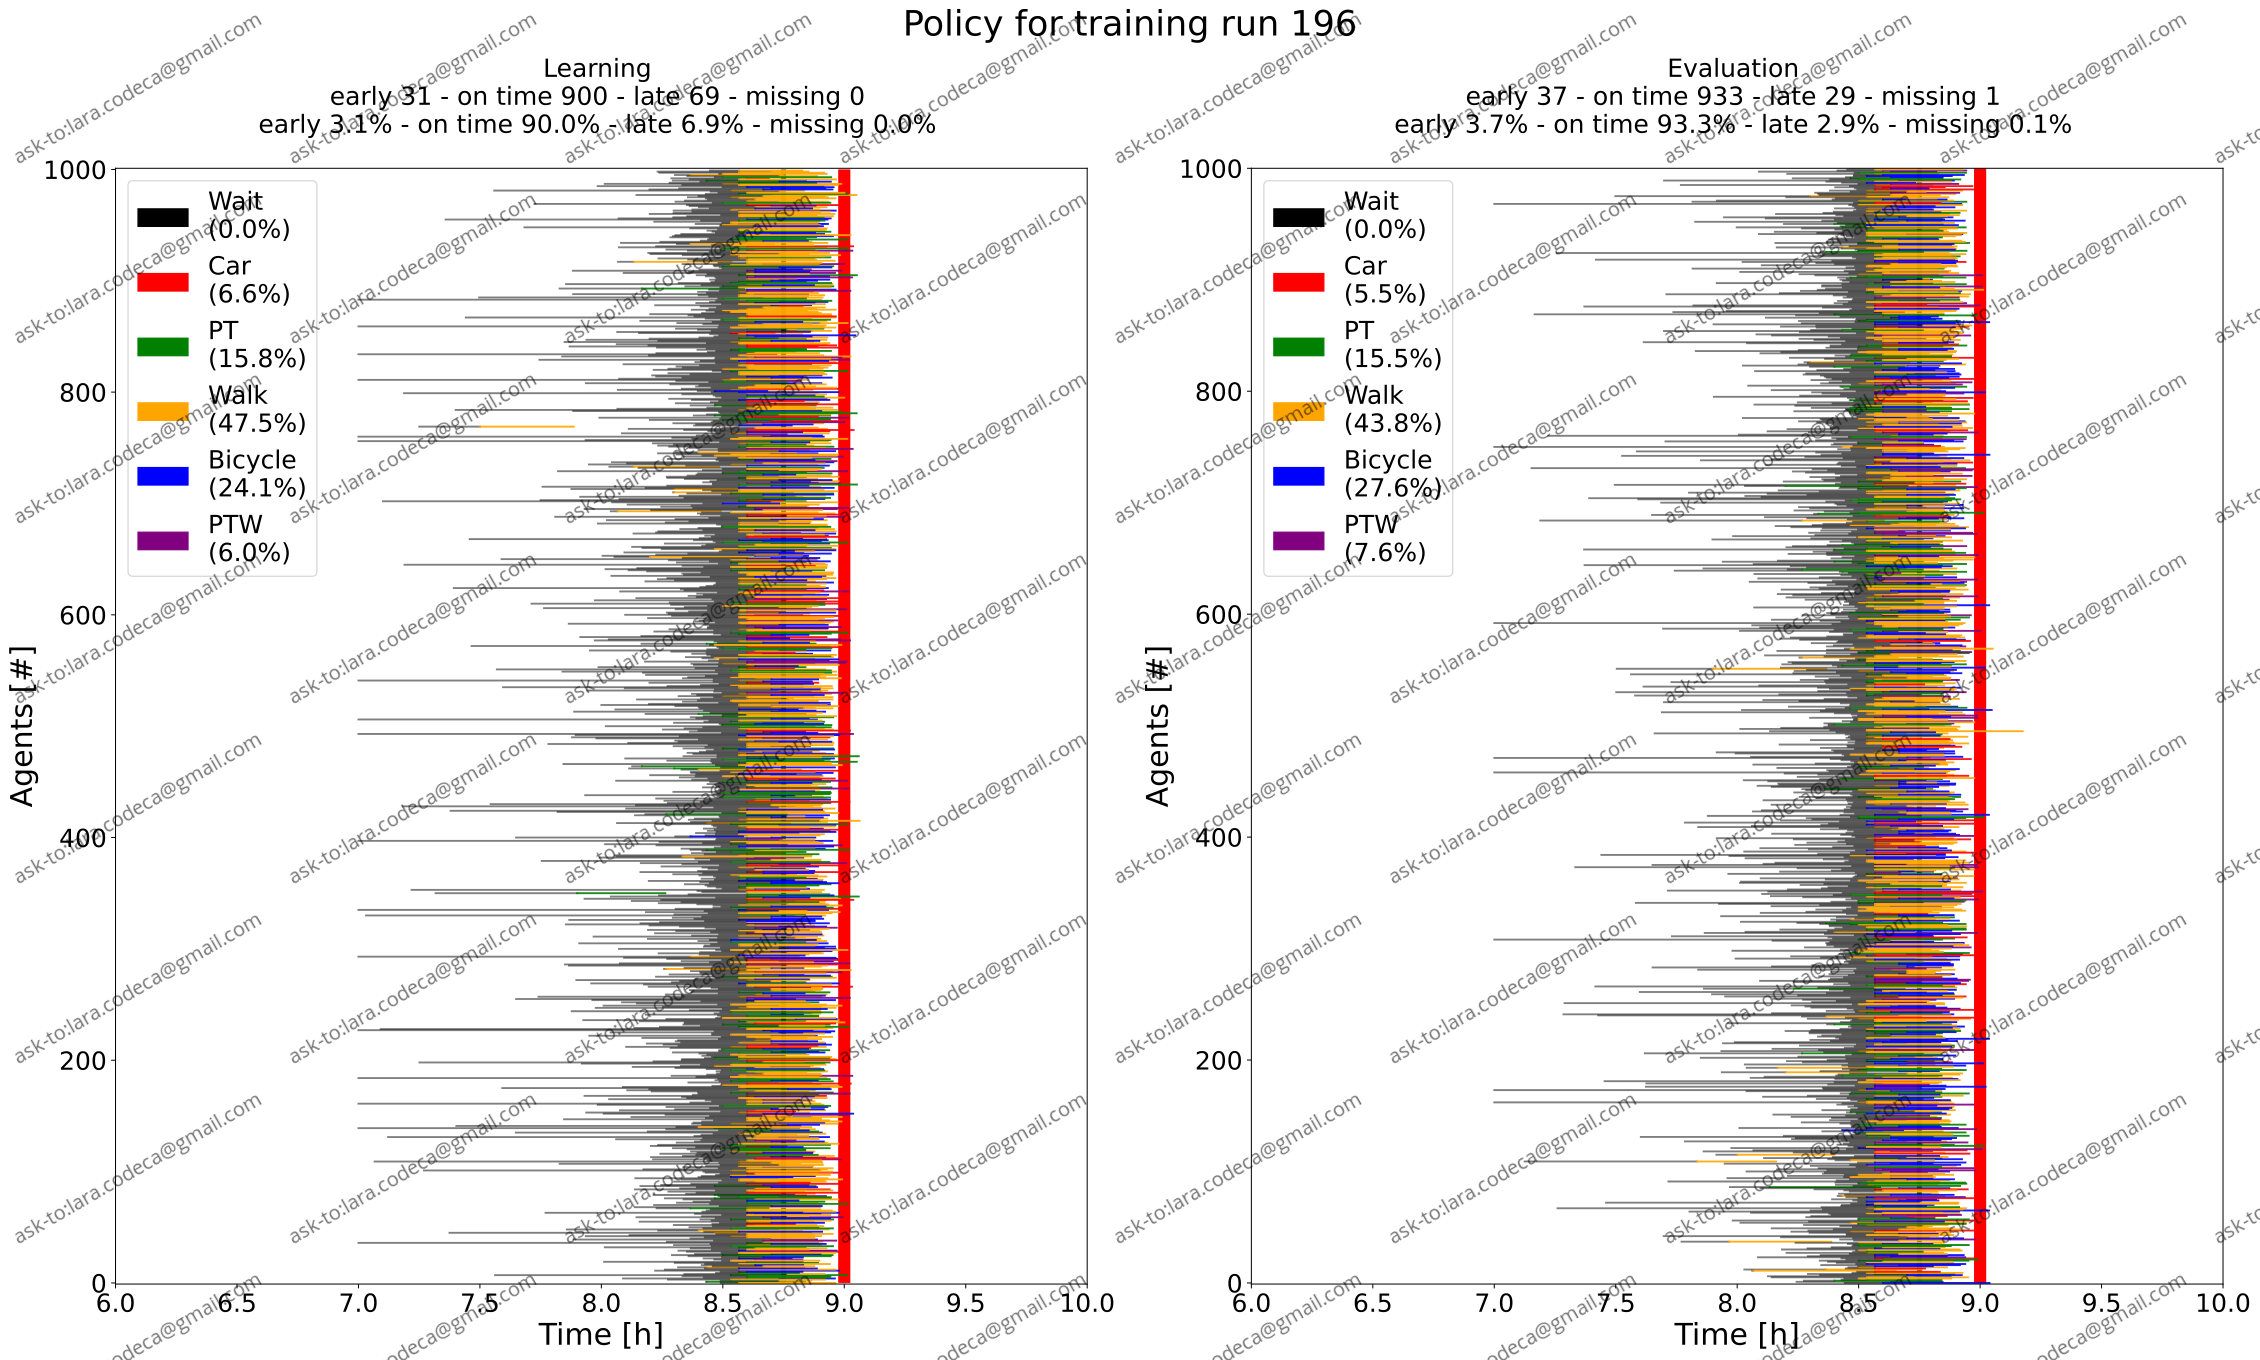 Policy for training run 196
Learning
early 31 - on time 900 - late 69 - missing 0
early 3.1% - on time 90.0% - late 6.9% - missing 0.0%
1000
800
600
400
200
0
Agents [#]
Wait
(0.0%)
Car
(6.6%)
PT
(15.8%)
Walk
(47.5%)
Bicycle
(24.1%)
PTW
(6.0%)
6.0 6.5 7.0 7.5 8.0 8.5 9.0 9.5 10.0
Time [h]
Evaluation
early 37 - on time 933 - late 29 - missing 1
early 3.7% - on time 93.3% - late 2.9% - missing 0.1%
1000
800
600
400
200
0
Agents [#]
Wait
(0.0%)
Car
(5.5%)
PT
(15.5%)
Walk
(43.8%)
Bicycle
(27.6%)
PTW
(7.6%)
6.0 6.5 7.0 7.5 8.0 8.5 9.0 9.5 10.0
Time [h]
ask-to:lara.codeca@gmail.com